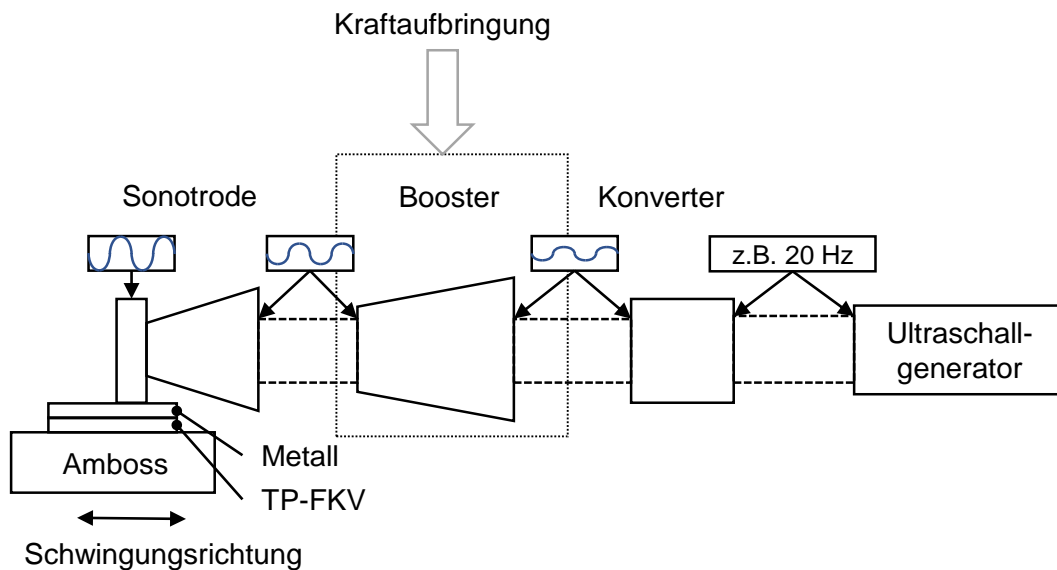 Kraftaufbringung
Sonotrode
Booster
Konverter
z.B. 20 Hz
Ultraschall-
generator
Metall
Amboss
TP-FKV
Schwingungsrichtung